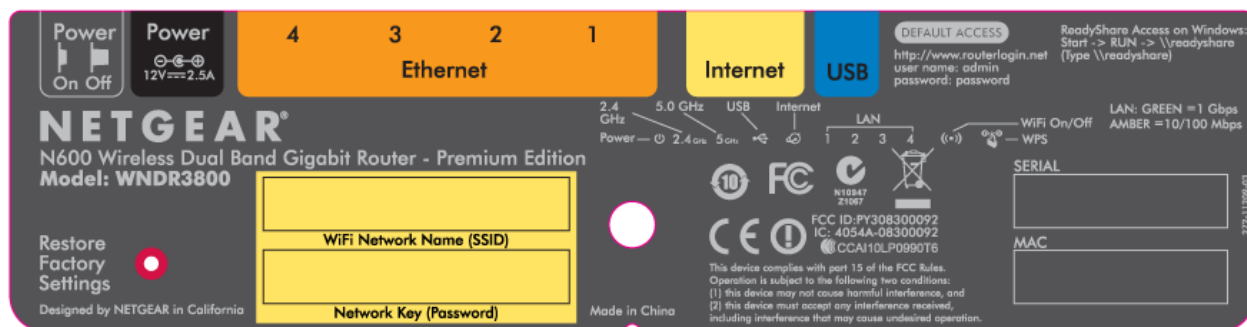 Power
On Off
Power
12V⎓2.5A
4 3 2 1
Ethernet
Internet
USB
DEFAULT ACCESS
http://www.routerlogin.net
user name: admin
password: password
ReadyShare Access on Windows:
Start -> RUN -> \\readyshare
(Type \\readyshare)
NETGEAR®
N600 Wireless Dual Band Gigabit Router - Premium Edition
Model: WNDR3800
2.4 GHz
5.0 GHz
USB
Internet
LAN
Power
2.4 GHz
5 GHz
1 2 3 4
WiFi On/Off
WPS
LAN: GREEN =1 Gbps
AMBER =10/100 Mbps
WiFi Network Name (SSID)
Network Key (Password)
Restore
Factory
Settings
Designed by NETGEAR in California
Made in China
10
FC
N10947
Z1067
CE
FCC ID:PY308300092
IC: 4054A-08300092
CCAI10LP0990T6
This device complies with part 15 of the FCC Rules.
Operation is subject to the following two conditions:
(1) this device may not cause harmful interference, and
(2) this device must accept any interference received,
including interference that may cause undesired operation.
SERIAL
MAC